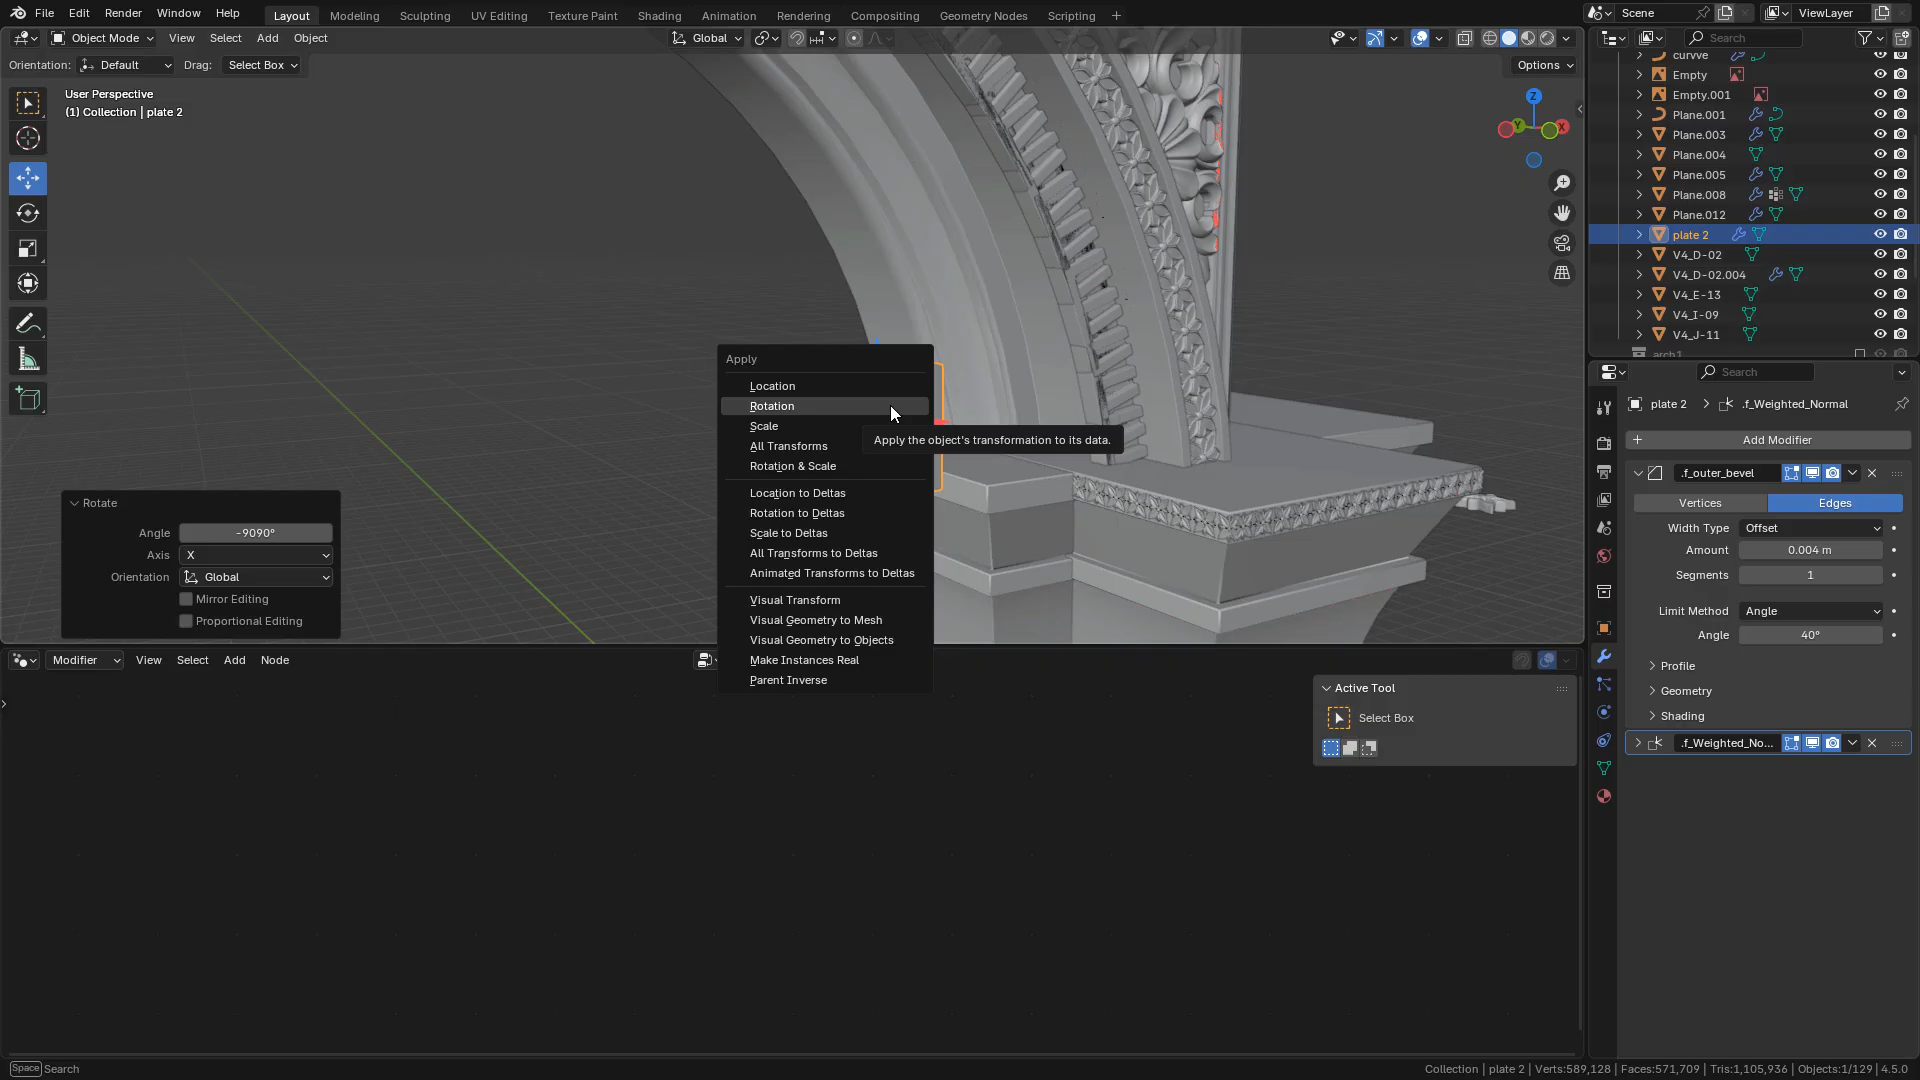 File Edit Render Window Help Layout Modeling Sculpting UV Editing Texture Paint Shading Animation Rendering Compositing Geometry Nodes Scripting + Scene ViewLayer
Object Mode View Select Add Object Global Options Search
Orientation: Default Drag: Select Box
User Perspective
(1) Collection | plate 2
Z
Y
X
curvve
Empty
Empty.001
Plane.001
Plane.003
Plane.004
Plane.005
Plane.008
Plane.012
plate 2
V4_D-02
V4_D-02.004
V4_E-13
V4_I-09
V4_J-11
arch1
Apply
Location
Rotation
Scale
All Transforms
Rotation & Scale
Location to Deltas
Rotation to Deltas
Scale to Deltas
All Transforms to Deltas
Animated Transforms to Deltas
Visual Transform
Visual Geometry to Mesh
Visual Geometry to Objects
Make Instances Real
Parent Inverse
Apply the object's transformation to its data.
Rotate
Angle -9090°
Axis X
Orientation Global
Mirror Editing
Proportional Editing
Search
plate 2 > .f_Weighted_Normal
+ Add Modifier
.f_outer_bevel
Vertices Edges
Width Type Offset
Amount 0.004 m
Segments 1
Limit Method Angle
Angle 40°
Profile
Geometry
Shading
.f_Weighted_No...
Modifier View Select Add Node
Active Tool
Select Box
Space Search
Collection | plate 2 | Verts:589,128 | Faces:571,709 | Tris:1,105,936 | Objects:1/129 | 4.5.0